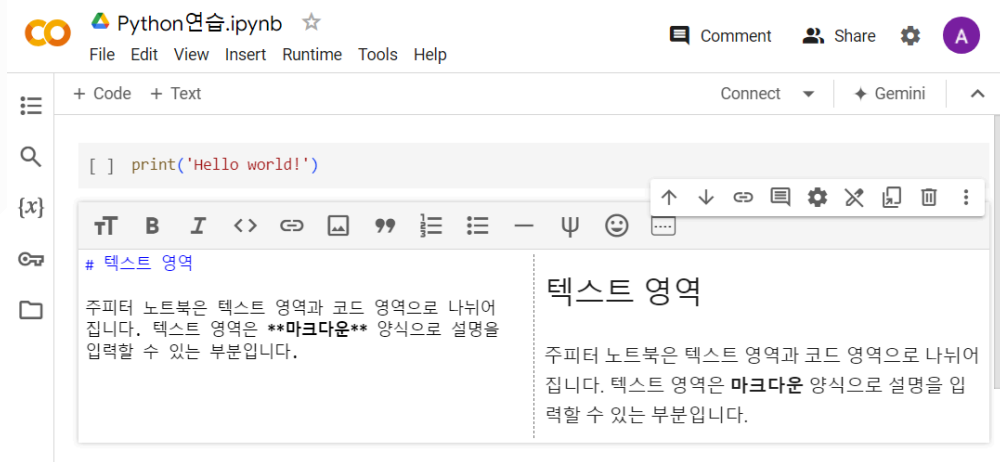 Python연습.ipynb
File Edit View Insert Runtime Tools Help
Comment Share A
+ Code + Text Connect Gemini
{x}
[ ] print('Hello world!')
TT B I <> Ψ
# 텍스트 영역
주피터 노트북은 텍스트 영역과 코드 영역으로 나뉘어
집니다. 텍스트 영역은 **마크다운** 양식으로 설명을
입력할 수 있는 부분입니다.
텍스트 영역
주피터 노트북은 텍스트 영역과 코드 영역으로 나뉘어
집니다. 텍스트 영역은 마크다운 양식으로 설명을 입
력할 수 있는 부분입니다.